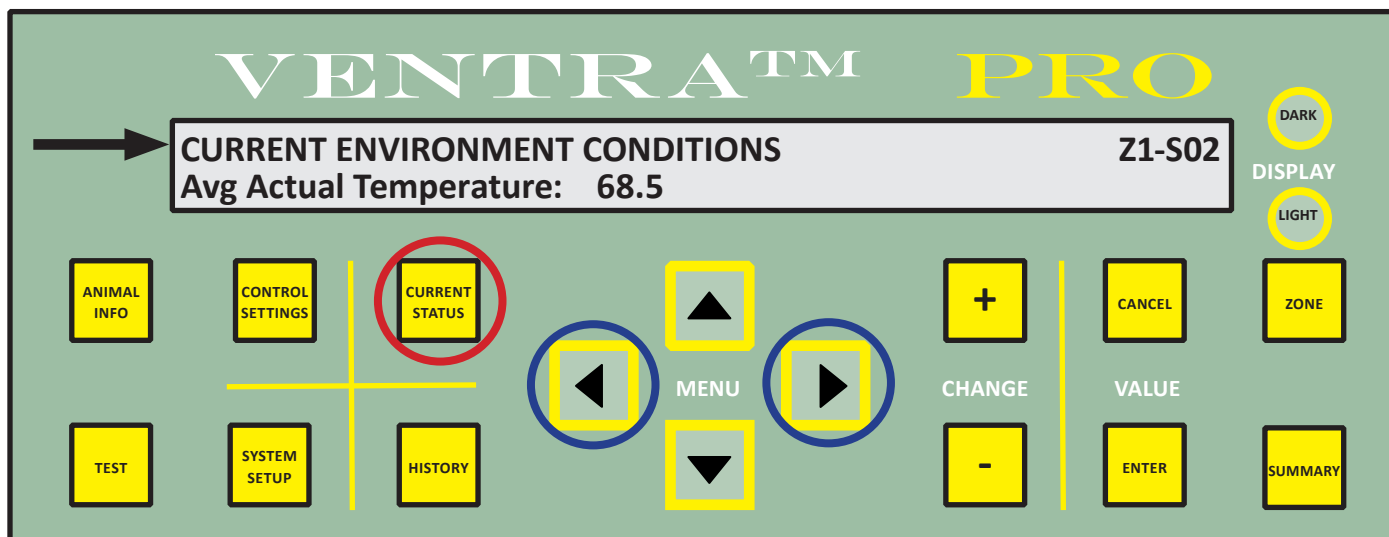 VENTRA™ PRO
CURRENT ENVIRONMENT CONDITIONS Z1-S02
Avg Actual Temperature: 68.5
DARK
DISPLAY
LIGHT
ANIMAL
INFO
CONTROL
SETTINGS
CURRENT
STATUS
+
CANCEL
ZONE
MENU
CHANGE
VALUE
TEST
SYSTEM
SETUP
HISTORY
-
ENTER
SUMMARY